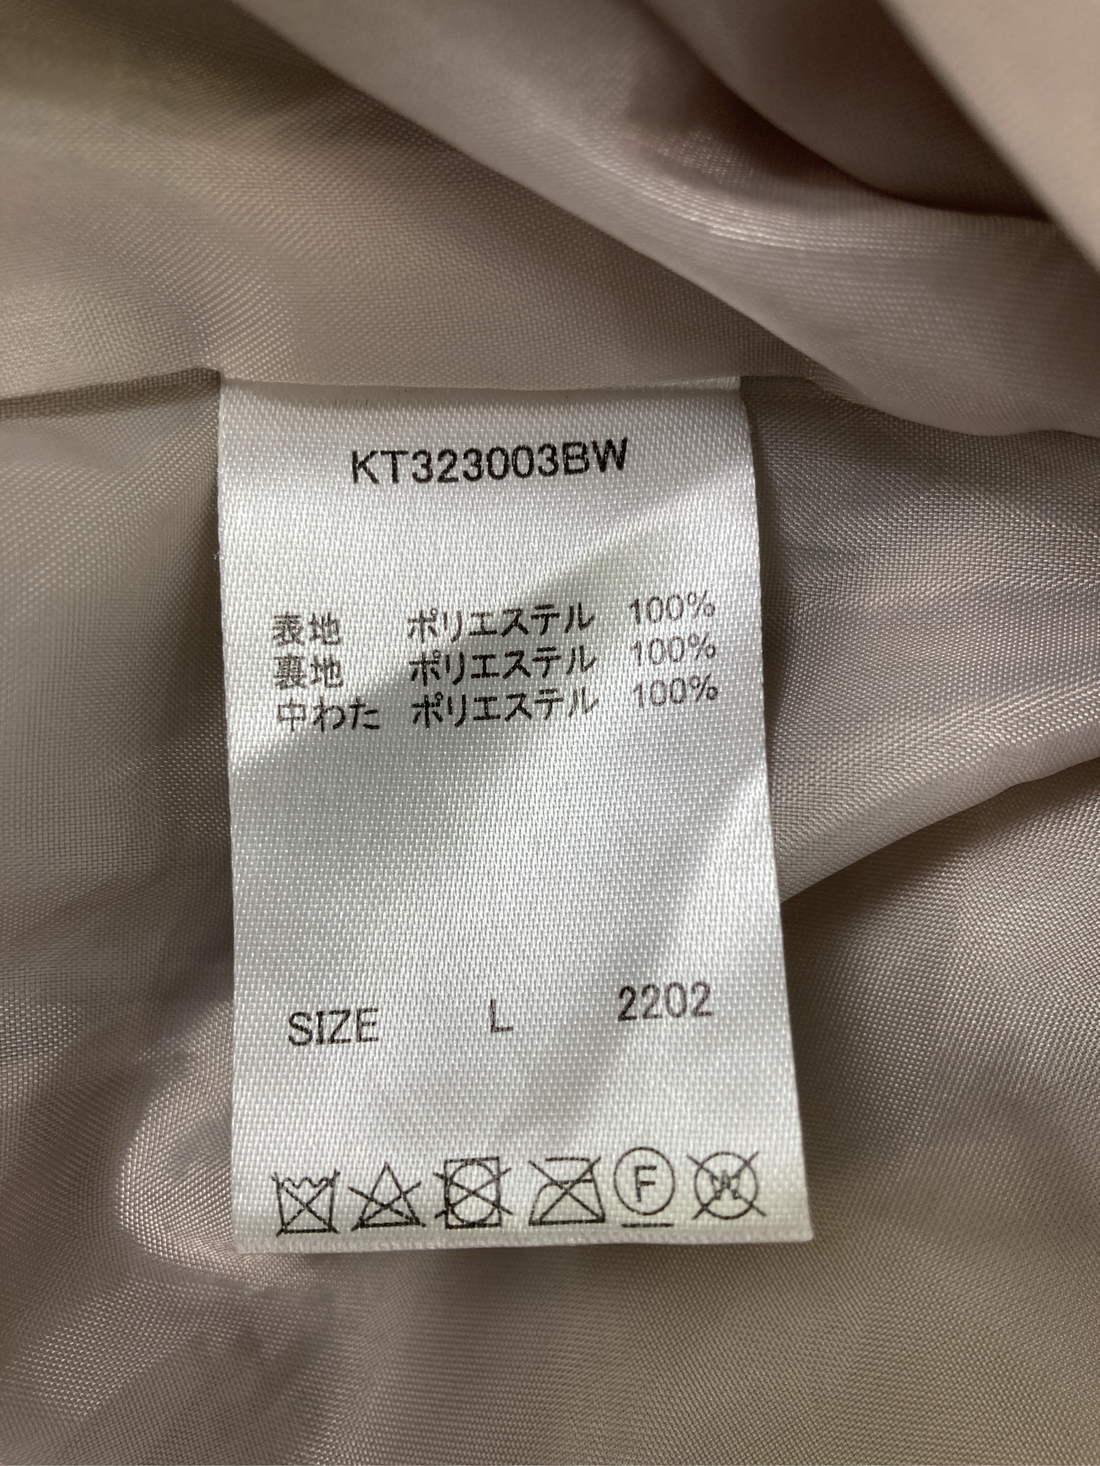 KT323003BW
表地 ポリエステル 100%
裏地 ポリエステル 100%
中わた ポリエステル 100%
SIZE L 2202
F W